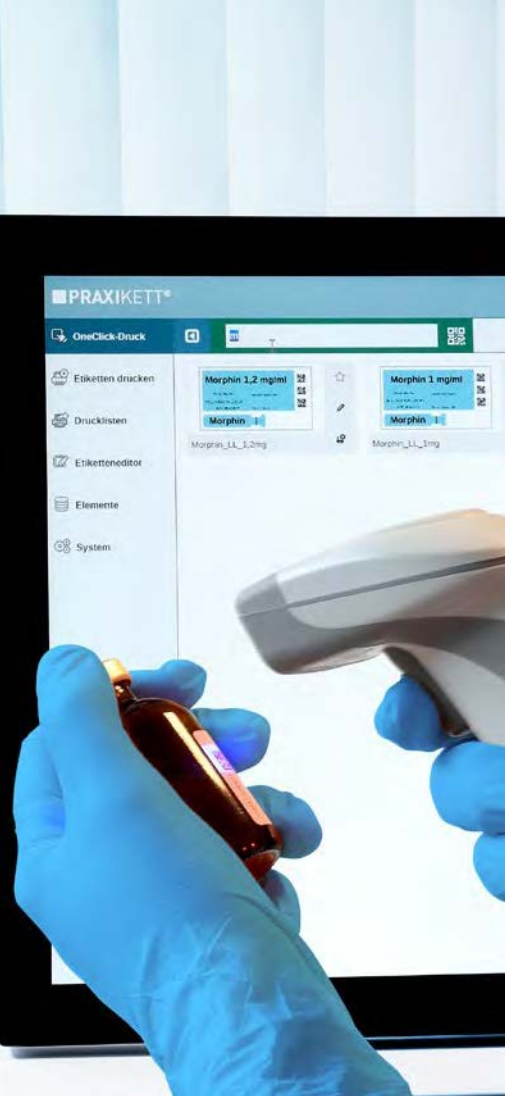 PRAXIKETT®
OneClick-Druck
m
Etiketten drucken
Drucklisten
Etiketteneditor
Elemente
System
Morphin 1,2 mg/ml
Morphin
Morphin_LL_1,2mg
Morphin 1 mg/ml
Morphin
Morphin_LL_1mg